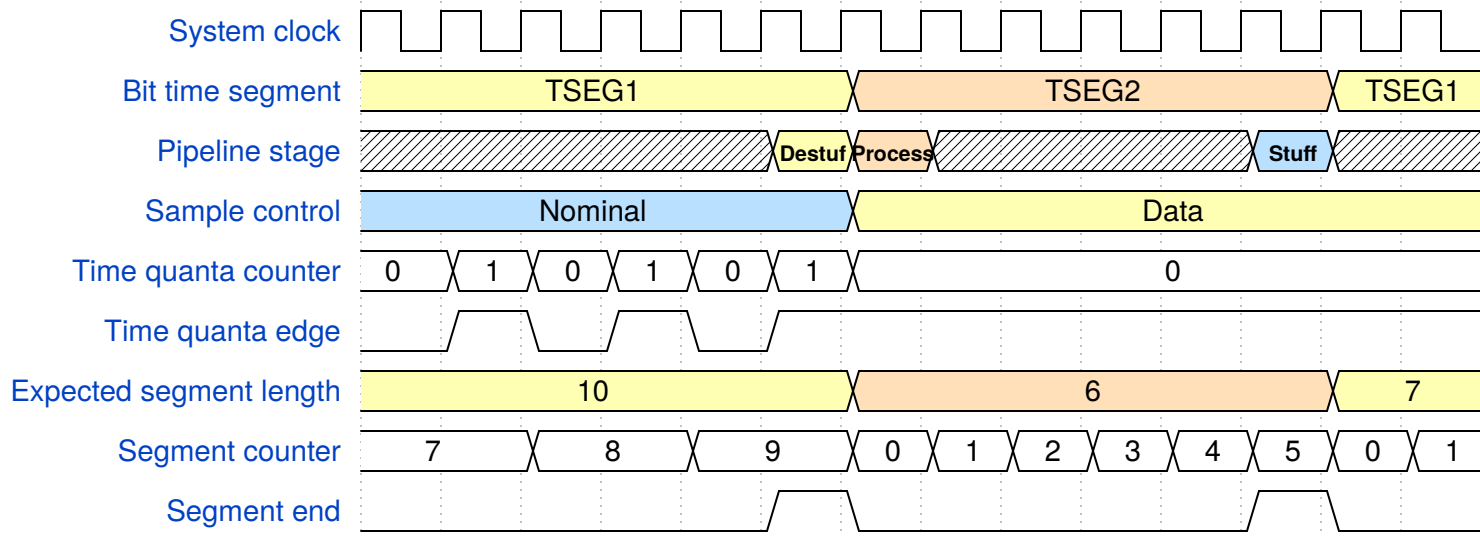 System clock
Bit time segment TSEG1 TSEG2 TSEG1
Pipeline stage Destuf Process Stuff
Sample control Nominal Data
Time quanta counter 0 1 0 1 0 1 0
Time quanta edge
Expected segment length 10 6 7
Segment counter 7 8 9 0 1 2 3 4 5 0 1
Segment end